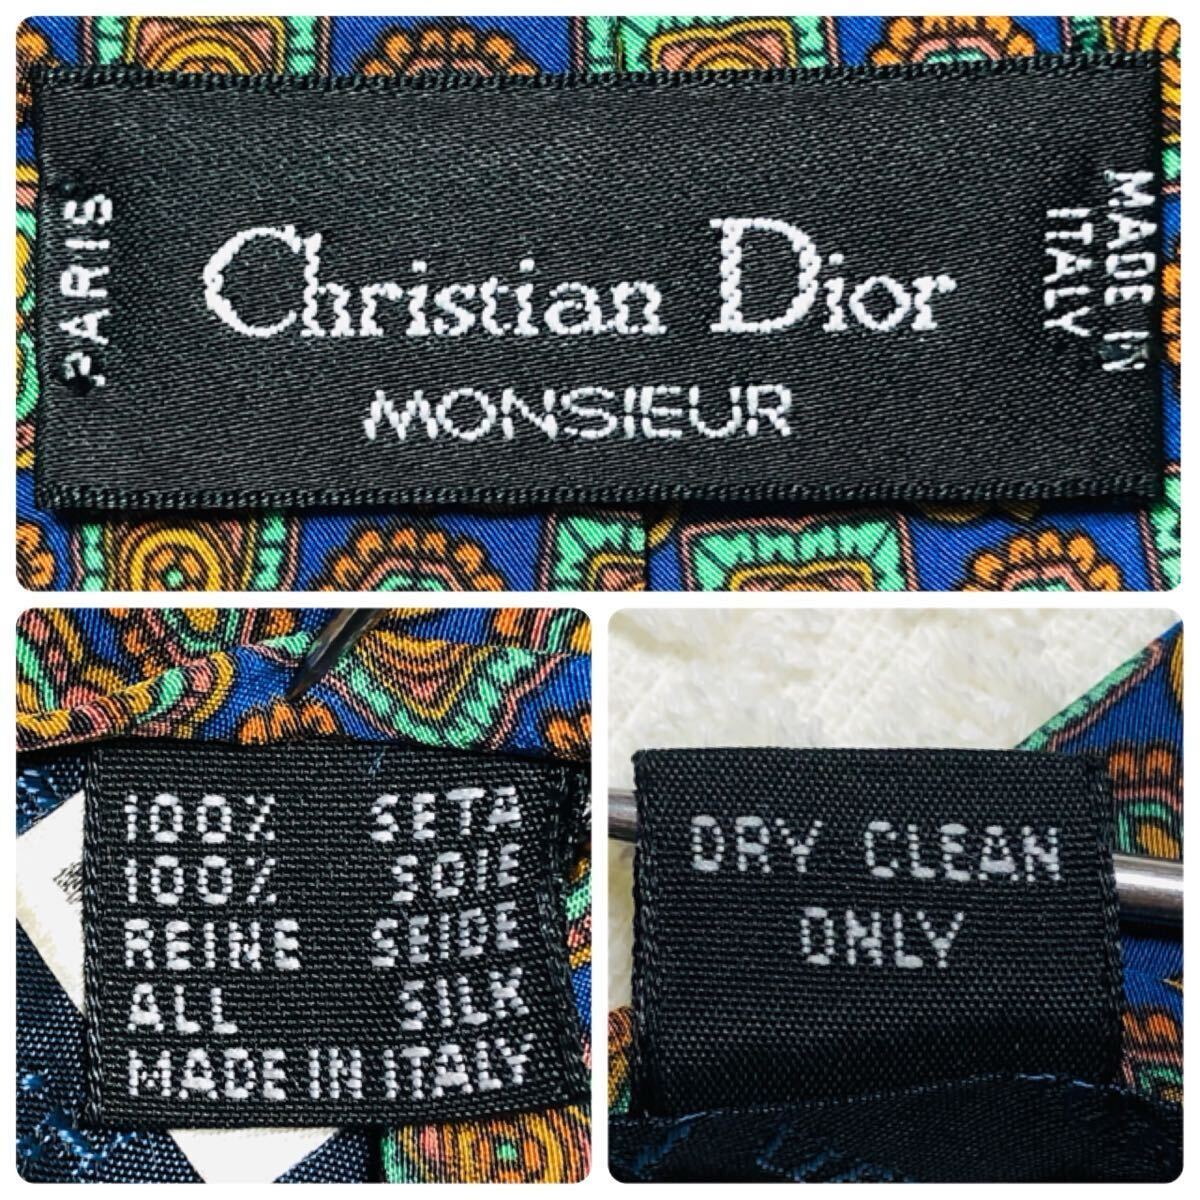 PARIS
Christian Dior
MONSIEUR
MADE IN
ITALY
100% SETA
100% SOIE
REINE SEIDE
ALL SILK
MADE IN ITALY
DRY CLEAN
ONLY